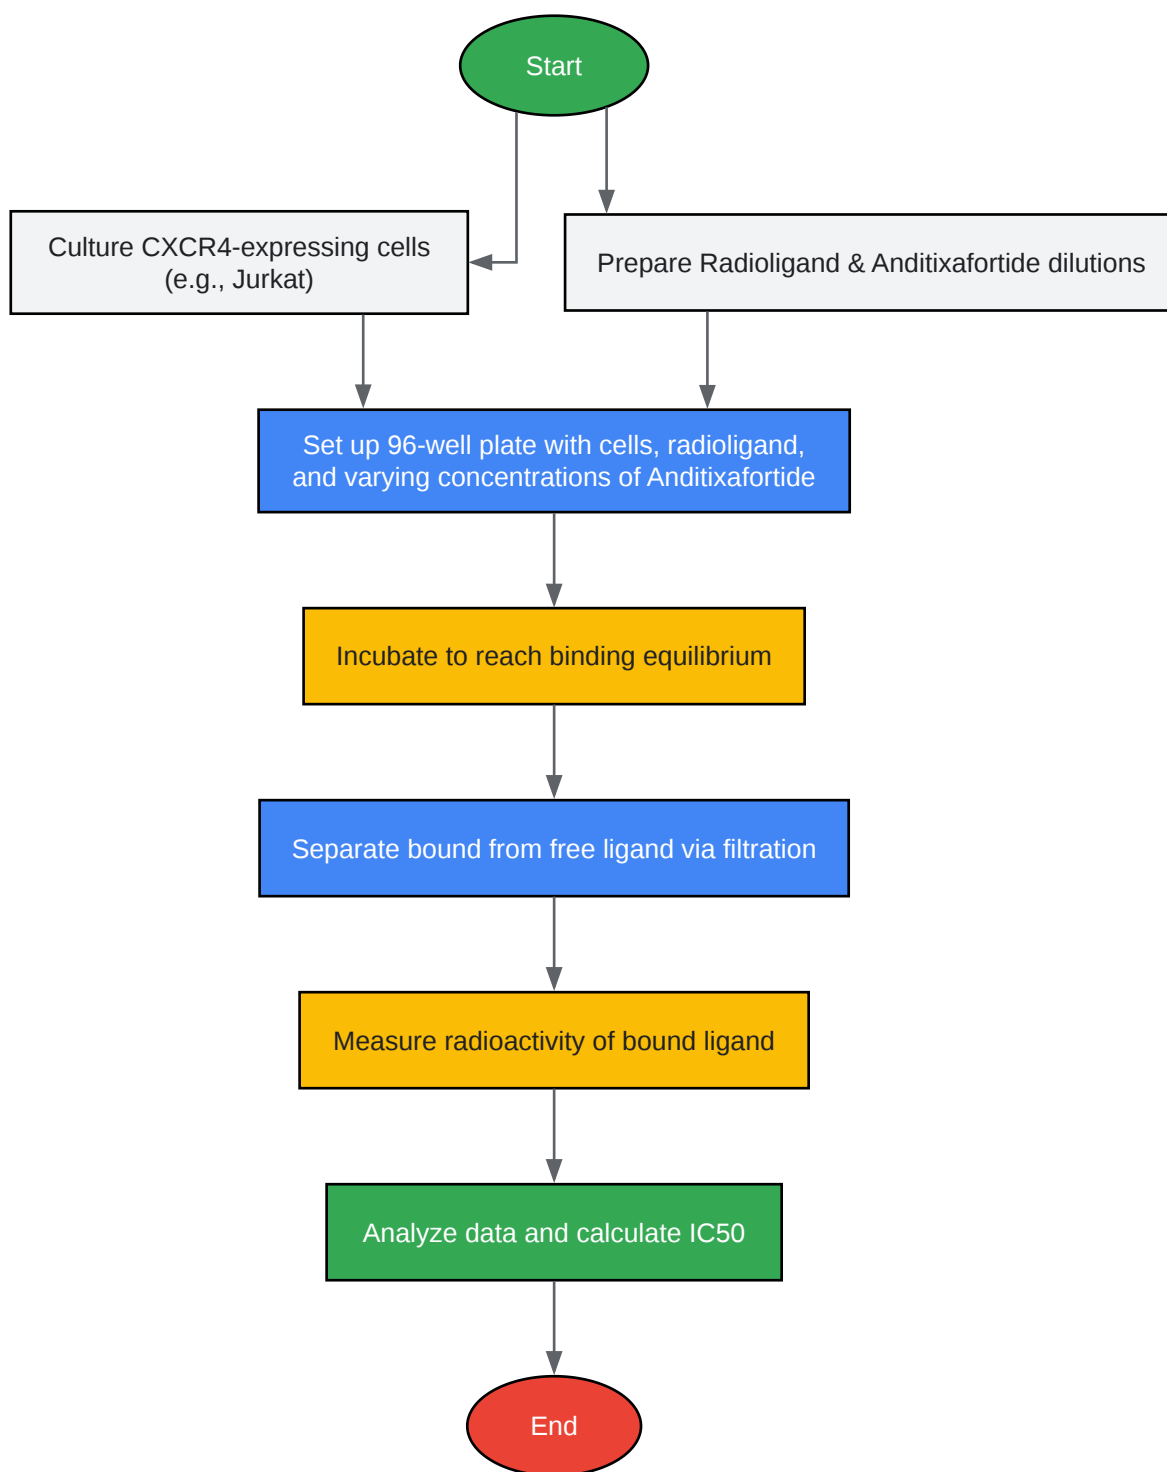 Start
Culture CXCR4-expressing cells
(e.g., Jurkat)
Prepare Radioligand & Anditixafortide dilutions
Set up 96-well plate with cells, radioligand,
and varying concentrations of Anditixafortide
Incubate to reach binding equilibrium
Separate bound from free ligand via filtration
Measure radioactivity of bound ligand
Analyze data and calculate IC50
End